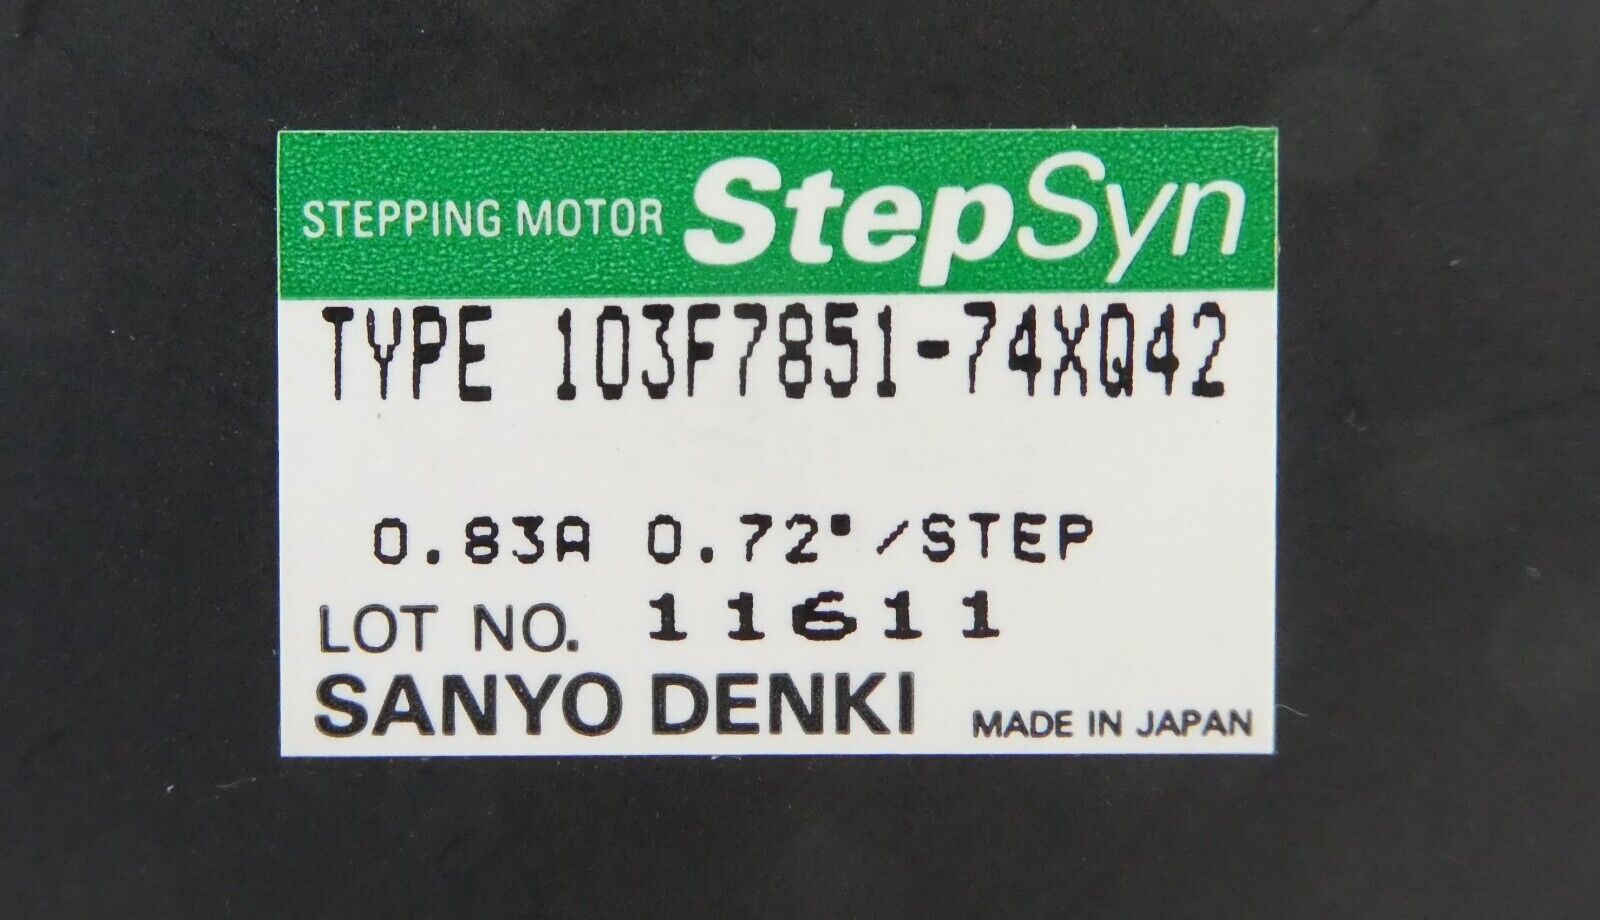 STEPPING MOTOR StepSyn
TYPE 103F7851-74XQ42
0.83A 0.72°/STEP
LOT NO. 11611
SANYO DENKI MADE IN JAPAN